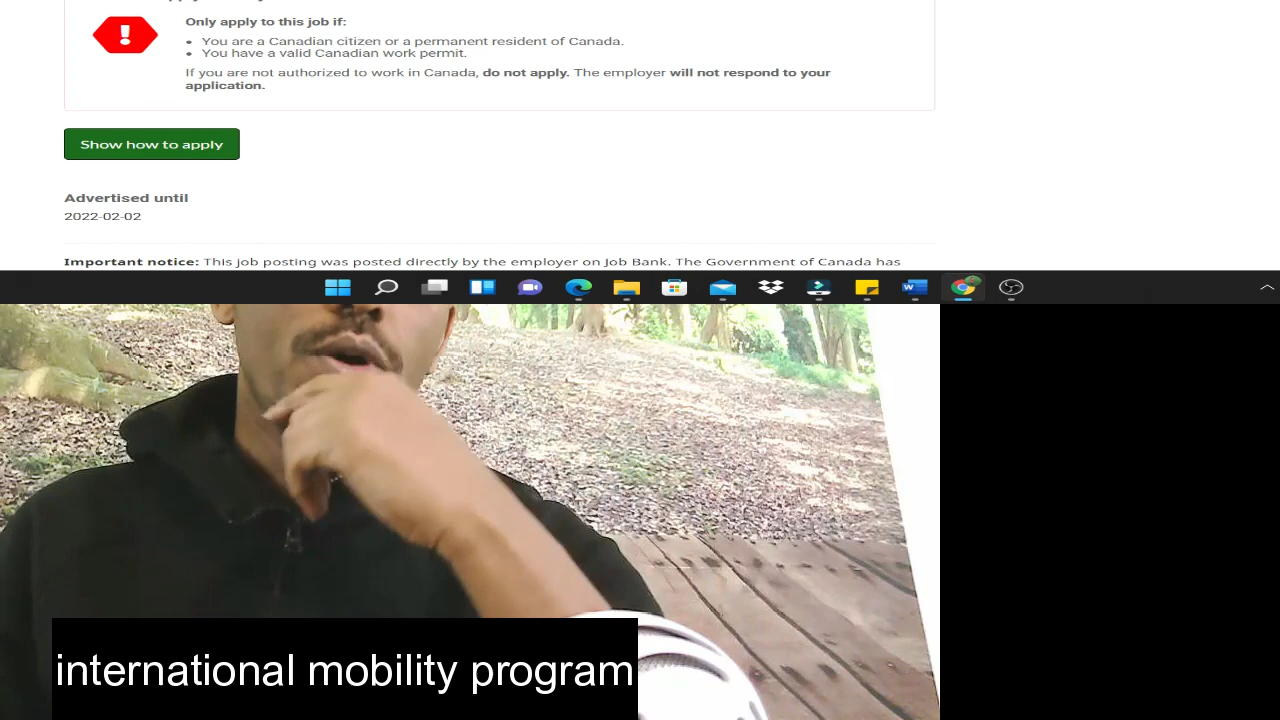 Only apply to this job if:
• You are a Canadian citizen or a permanent resident of Canada.
• You have a valid Canadian work permit.
If you are not authorized to work in Canada, do not apply. The employer will not respond to your
application.
Show how to apply
Advertised until
2022-02-02
Important notice: This job posting was posted directly by the employer on Job Bank. The Government of Canada has
international mobility program